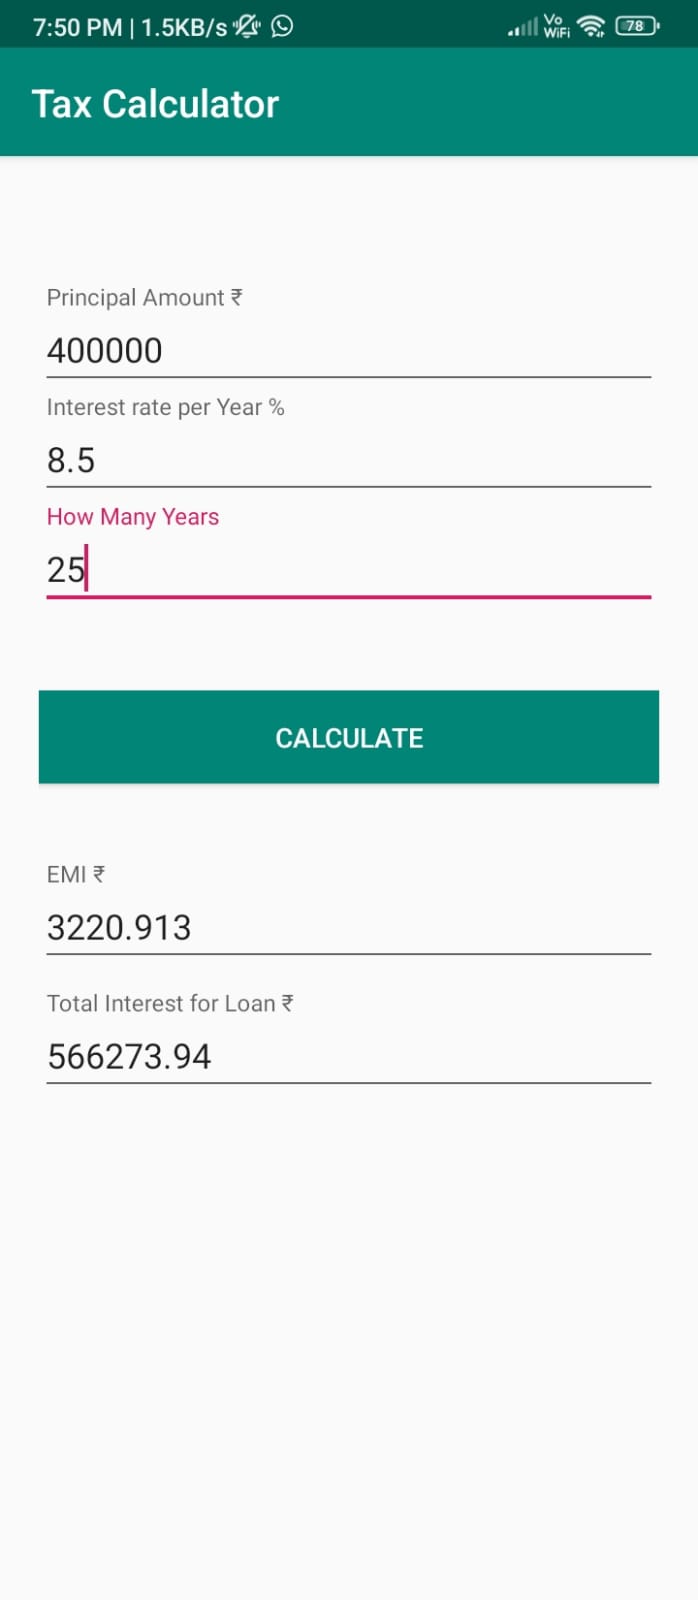 7:50 PM | 1.5KB/s Vo WiFi 78
Tax Calculator
Principal Amount ₹
400000
Interest rate per Year %
8.5
How Many Years
25
CALCULATE
EMI ₹
3220.913
Total Interest for Loan ₹
566273.94